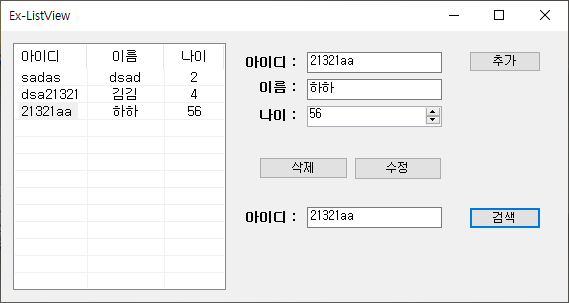 Ex-ListView
아이디 이름 나이
sadas dsad 2
dsa21321 김김 4
21321aa 하하 56
아이디 : 21321aa 추가
이름 : 하하
나이 : 56
삭제 수정
아이디 : 21321aa 검색